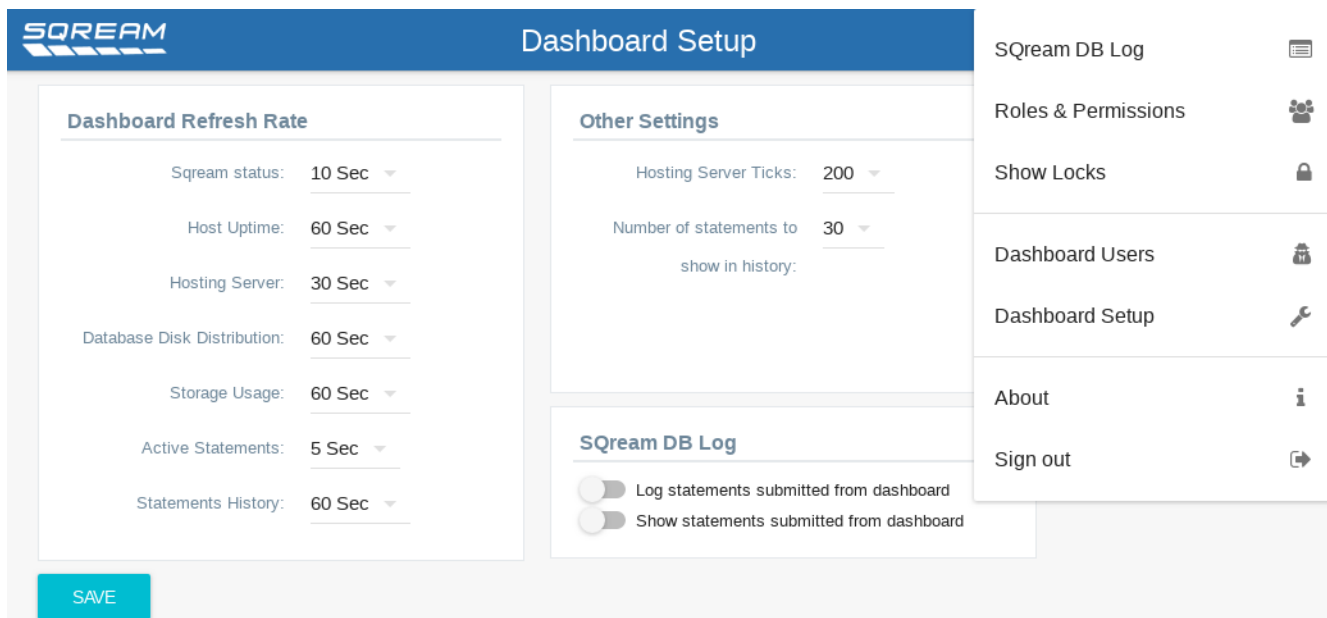 SQREAM
Dashboard Setup
Dashboard Refresh Rate
Sqream status: 10 Sec
Host Uptime: 60 Sec
Hosting Server: 30 Sec
Database Disk Distribution: 60 Sec
Storage Usage: 60 Sec
Active Statements: 5 Sec
Statements History: 60 Sec
SAVE
Other Settings
Hosting Server Ticks: 200
Number of statements to 30
show in history:
SQream DB Log
Log statements submitted from dashboard
Show statements submitted from dashboard
SQream DB Log
Roles & Permissions
Show Locks
Dashboard Users
Dashboard Setup
About
Sign out